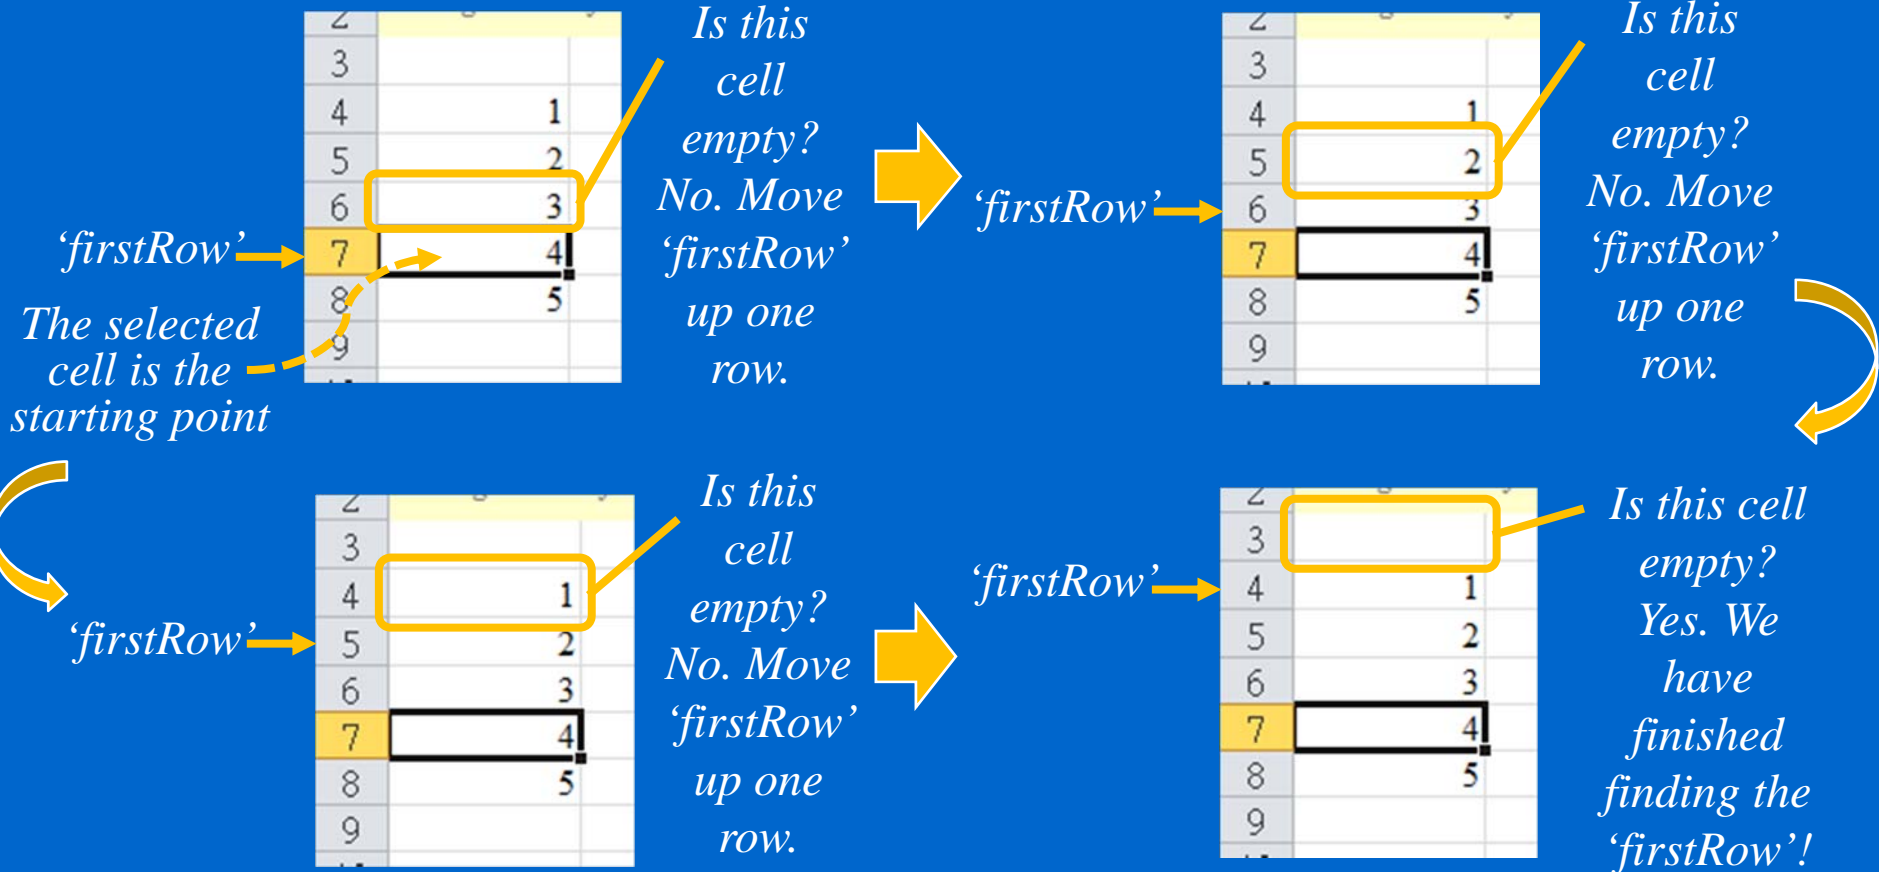 2
3
4 1
5 2
6 3
7 4
8 5
9
‘firstRow’
The selected
cell is the
starting point
Is this
cell
empty?
No. Move
‘firstRow’
up one
row.
2
3
4 1
5 2
6 3
7 4
8 5
9
‘firstRow’
Is this
cell
empty?
No. Move
‘firstRow’
up one
row.
2
3
4 1
5 2
6 3
7 4
8 5
9
‘firstRow’
Is this
cell
empty?
No. Move
‘firstRow’
up one
row.
2
3
4 1
5 2
6 3
7 4
8 5
9
‘firstRow’
Is this cell
empty?
Yes. We
have
finished
finding the
‘firstRow’!